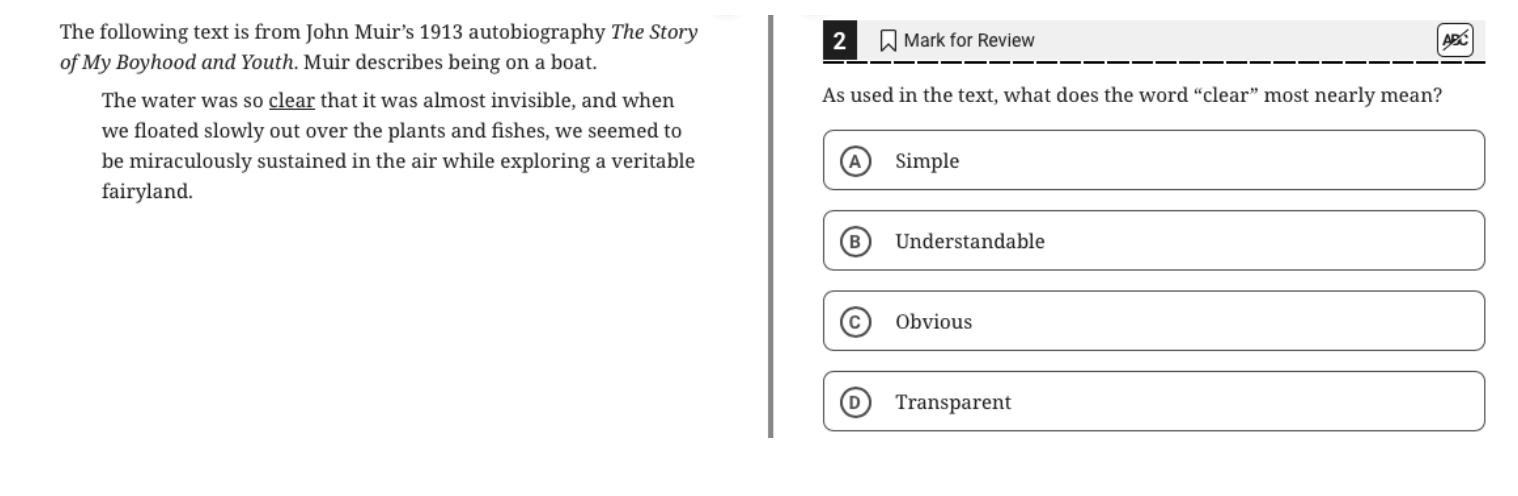 The following text is from John Muir’s 1913 autobiography The Story
of My Boyhood and Youth. Muir describes being on a boat.
The water was so clear that it was almost invisible, and when
we floated slowly out over the plants and fishes, we seemed to
be miraculously sustained in the air while exploring a veritable
fairyland.
2 Mark for Review ABC
As used in the text, what does the word “clear” most nearly mean?
A Simple
B Understandable
C Obvious
D Transparent